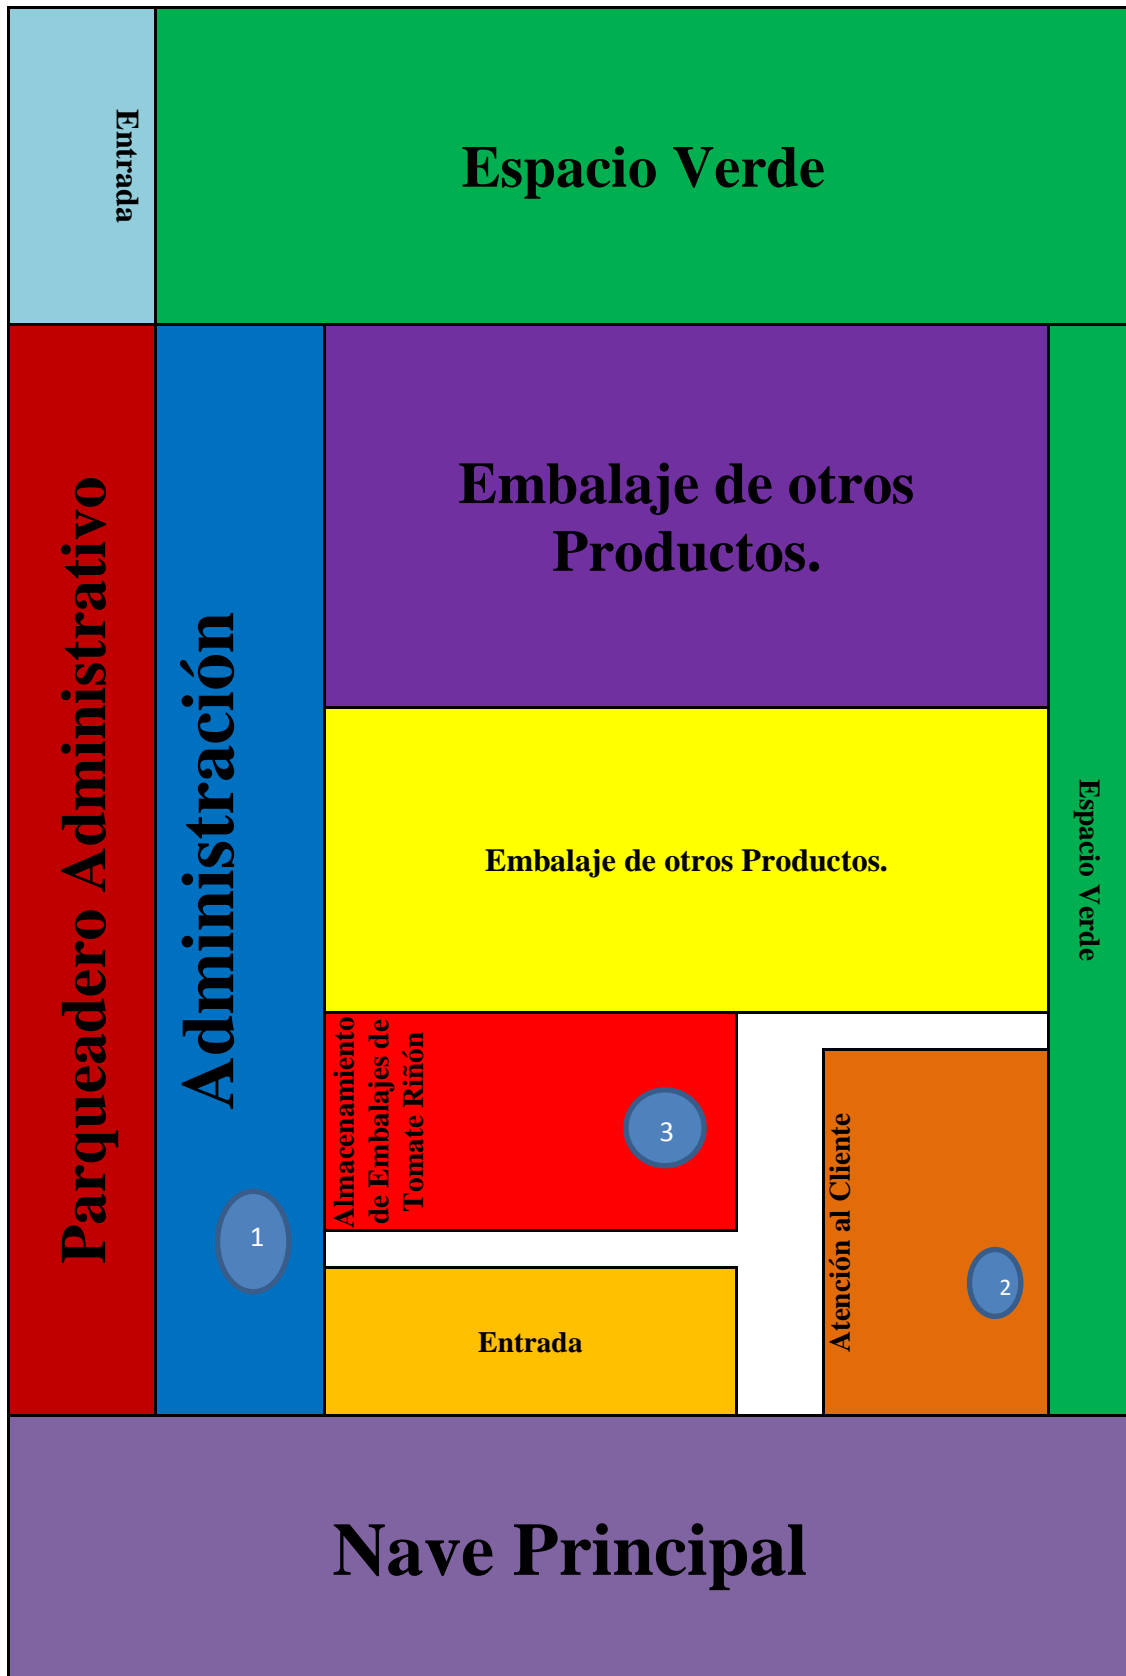 Entrada
Espacio Verde
Parqueadero Administrativo
Administración
Embalaje de otros
Productos.
Embalaje de otros Productos.
Espacio Verde
Almacenamiento
de Embalajes de
Tomate Riñón
3
Atención al Cliente
1
2
Entrada
Nave Principal